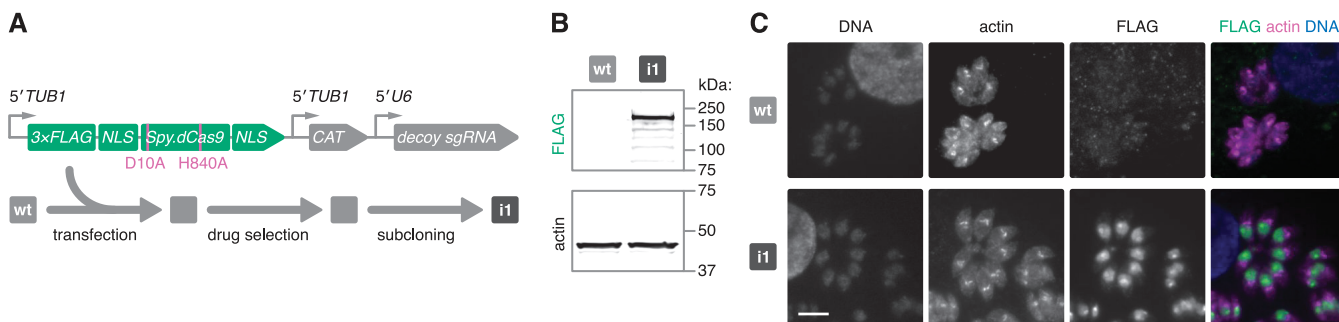 A
5′ TUB1
5′ TUB1
5′ U6
3×FLAG
NLS
Spy.dCas9
NLS
CAT
decoy sgRNA
D10A
H840A
wt
i1
transfection
drug selection
subcloning
B
wt
i1
kDa:
FLAG
250
150
100
75
actin
75
50
37
C
DNA
actin
FLAG
FLAG actin DNA
wt
i1